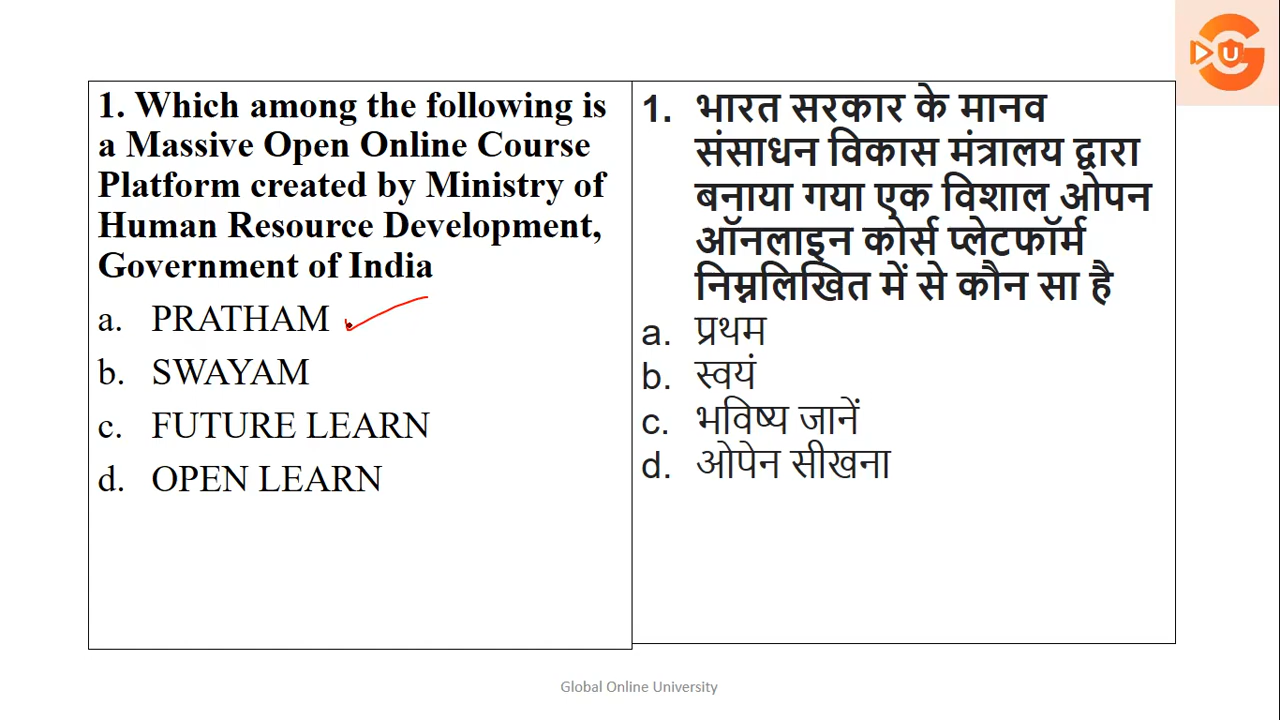 1. Which among the following is
a Massive Open Online Course
Platform created by Ministry of
Human Resource Development,
Government of India
a. PRATHAM
b. SWAYAM
c. FUTURE LEARN
d. OPEN LEARN
1. भारत सरकार के मानव
संसाधन विकास मंत्रालय द्वारा
बनाया गया एक विशाल ओपन
ऑनलाइन कोर्स प्लेटफॉर्म
निम्नलिखित में से कौन सा है
a. प्रथम
b. स्वयं
c. भविष्य जानें
d. ओपेन सीखना
U
Global Online University